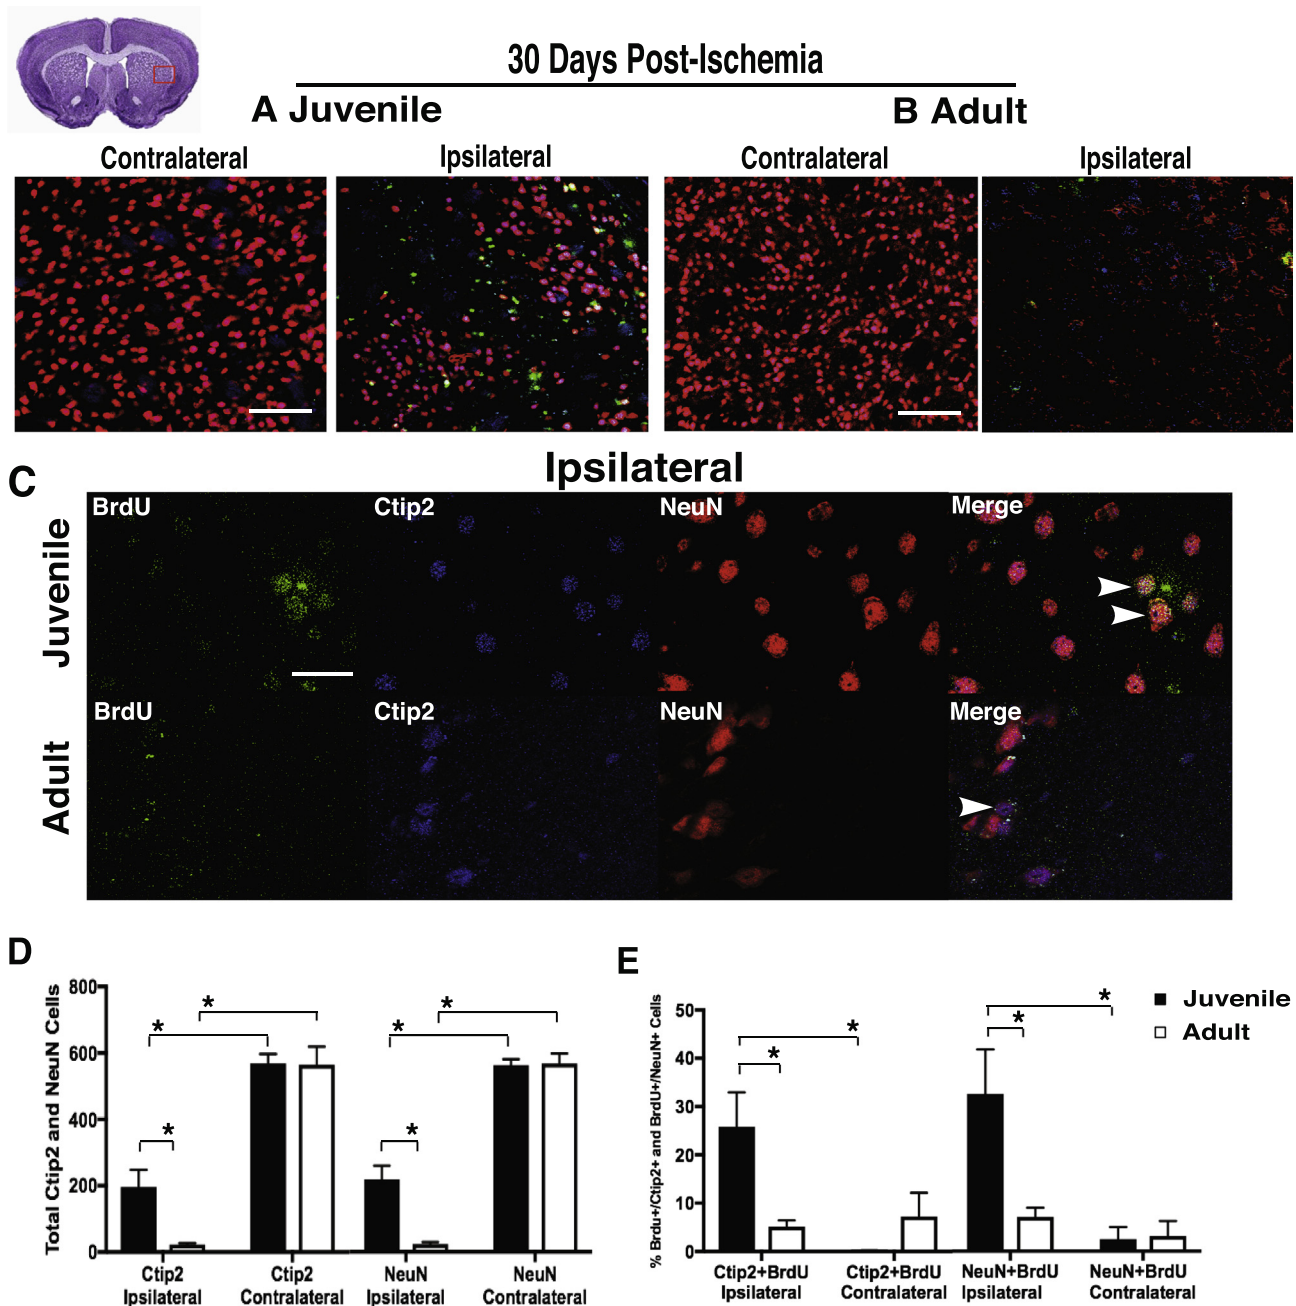 30 Days Post-Ischemia
A Juvenile
B Adult
Contralateral
Ipsilateral
Contralateral
Ipsilateral
C
Ipsilateral
Juvenile
BrdU
Ctip2
NeuN
Merge
Adult
BrdU
Ctip2
NeuN
Merge
D
Total Ctip2 and NeuN Cells
800
600
400
200
0
*
*
*
*
*
*
Ctip2
Ipsilateral
Ctip2
Contralateral
NeuN
Ipsilateral
NeuN
Contralateral
E
% Brdu+/Ctip2+ and BrdU+/NeuN+ Cells
50
40
30
20
10
0
*
*
*
*
Ctip2+BrdU
Ipsilateral
Ctip2+BrdU
Contralateral
NeuN+BrdU
Ipsilateral
NeuN+BrdU
Contralateral
Juvenile
Adult